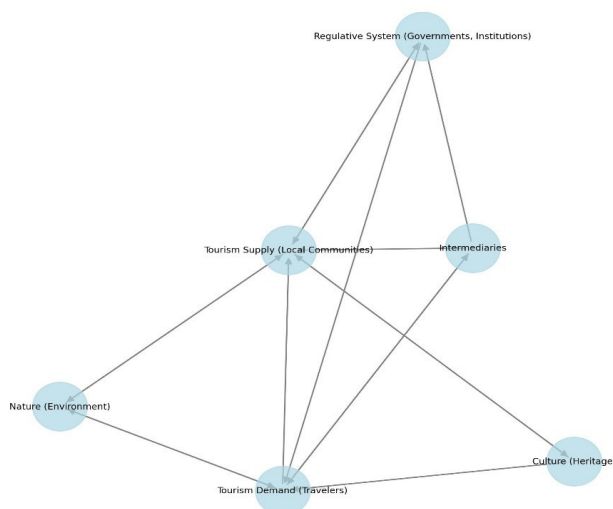 Regulative System (Governments, Institutions)
Tourism Supply (Local Communities)
Intermediaries
Nature (Environment)
Culture (Heritage
Tourism Demand (Travelers)